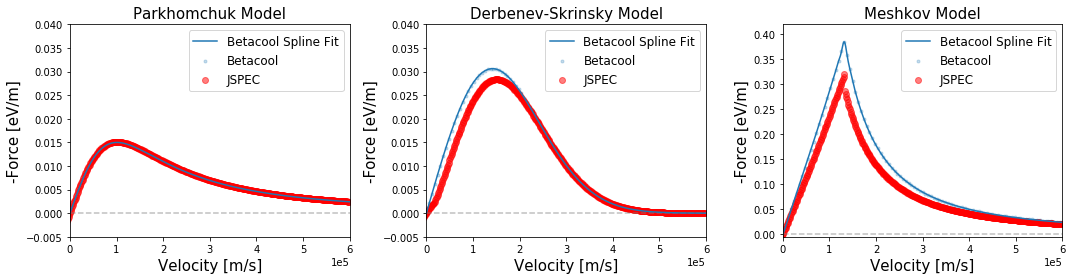 Parkhomchuk Model
-Force [eV/m]
0.040
0.035
0.030
0.025
0.020
0.015
0.010
0.005
0.000
−0.005
Betacool Spline Fit
Betacool
JSPEC
0 1 2 3 4 5 6
1e5
Velocity [m/s]
Derbenev-Skrinsky Model
-Force [eV/m]
0.040
0.035
0.030
0.025
0.020
0.015
0.010
0.005
0.000
−0.005
Betacool Spline Fit
Betacool
JSPEC
0 1 2 3 4 5 6
1e5
Velocity [m/s]
Meshkov Model
-Force [eV/m]
0.40
0.35
0.30
0.25
0.20
0.15
0.10
0.05
0.00
Betacool Spline Fit
Betacool
JSPEC
0 1 2 3 4 5 6
1e5
Velocity [m/s]